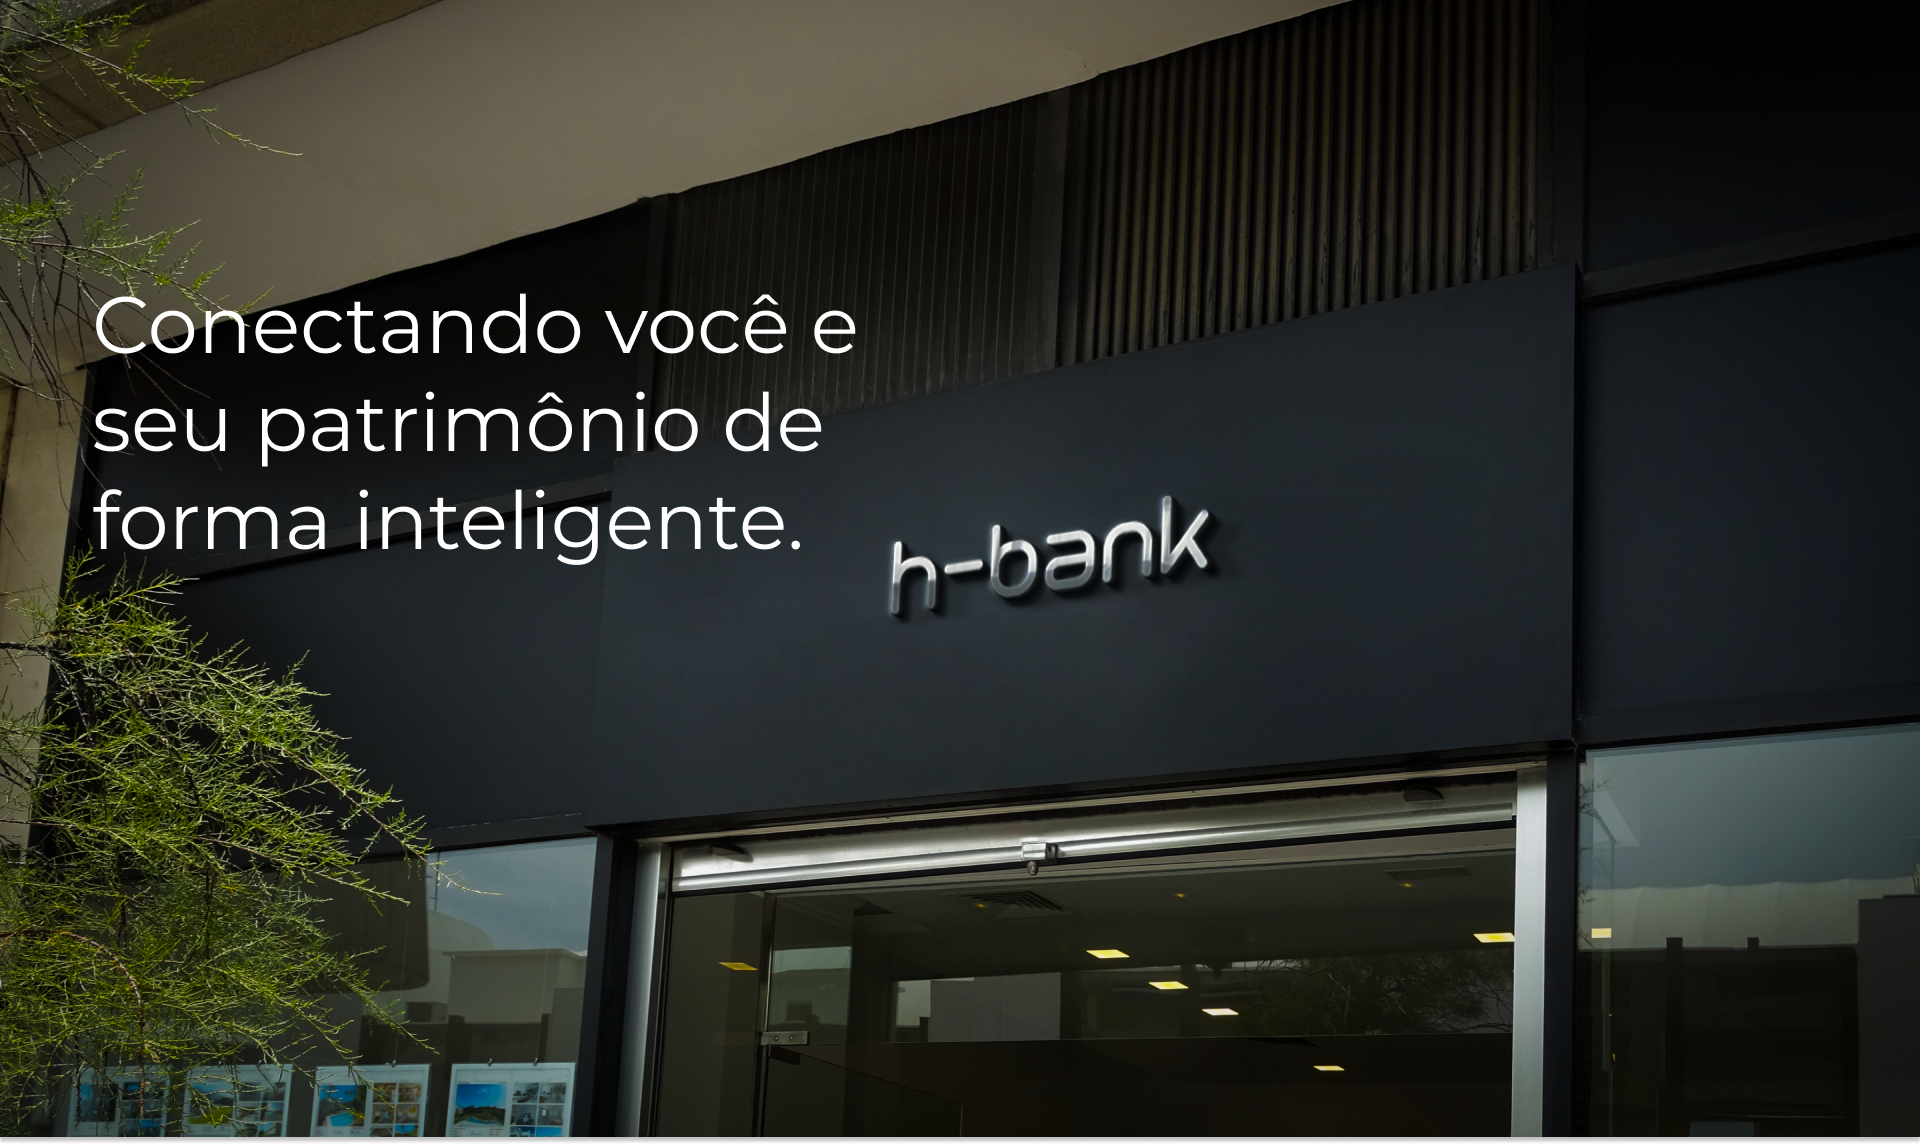 Conectando você e
seu patrimônio de
forma inteligente.
h-bank